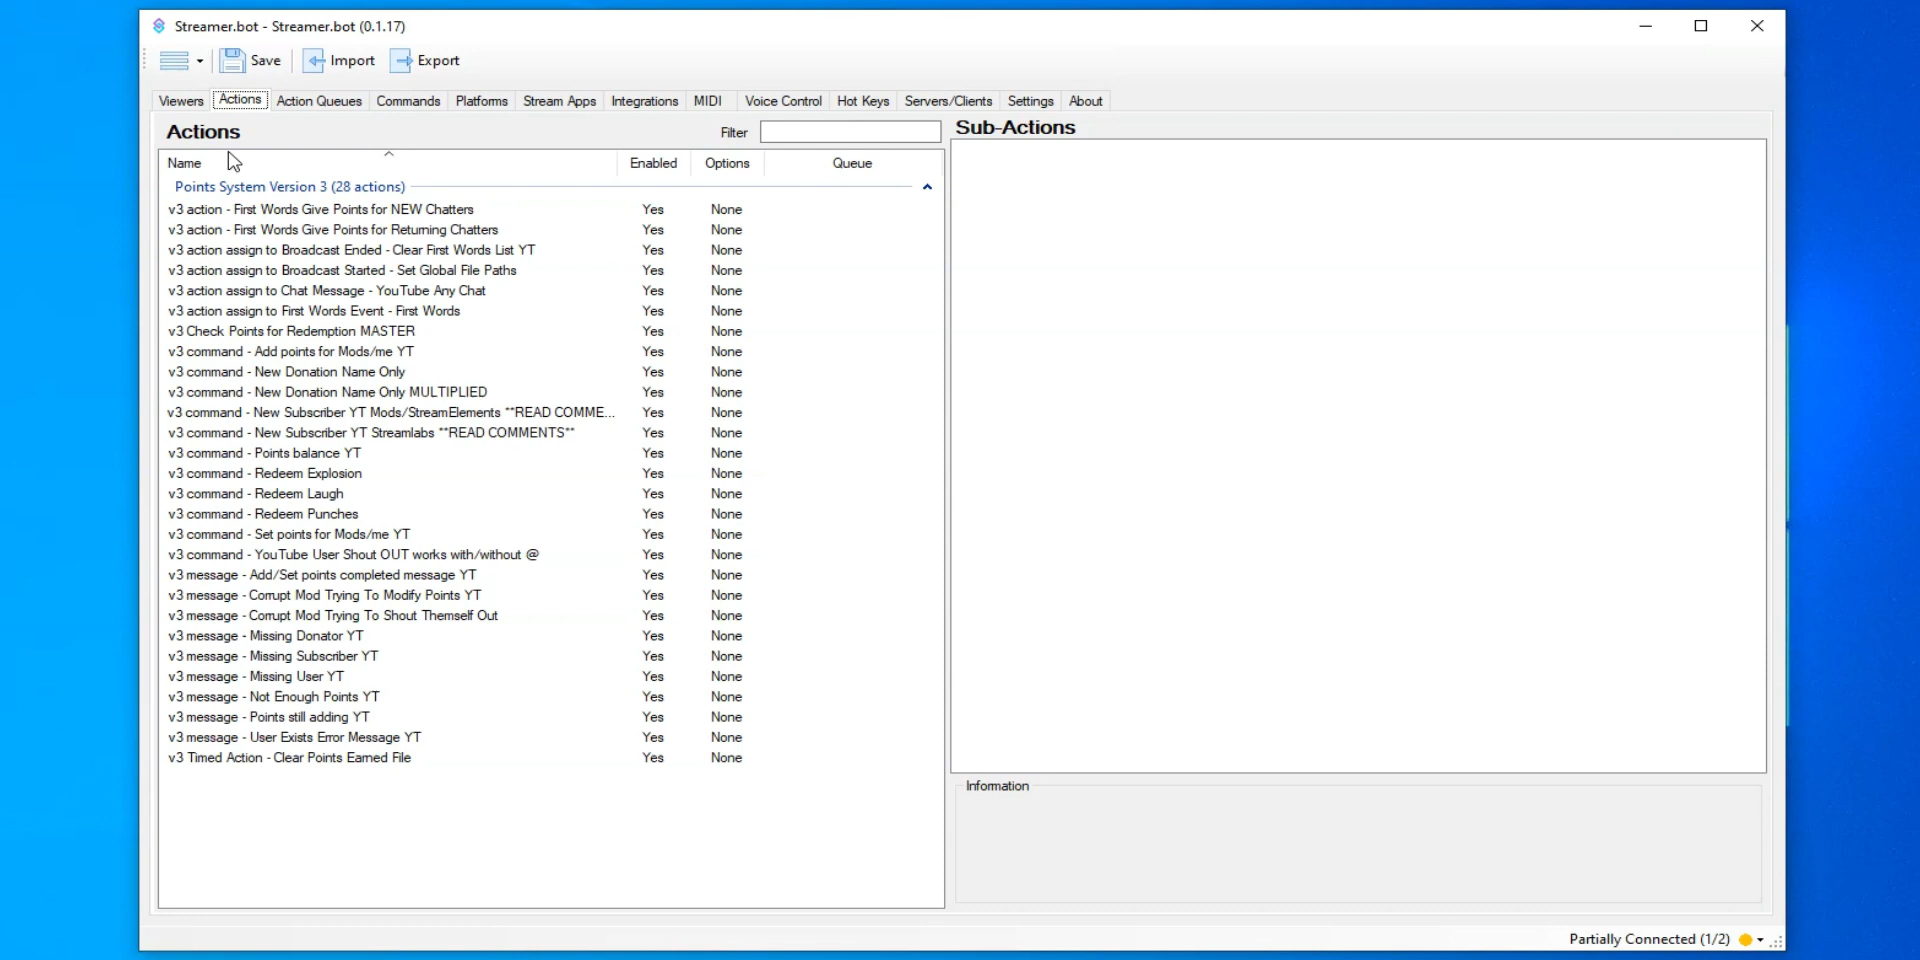 Streamer.bot - Streamer.bot (0.1.17)
Save Import Export
Viewers Actions Action Queues Commands Platforms Stream Apps Integrations MIDI Voice Control Hot Keys Servers/Clients Settings About
Actions Filter Sub-Actions
Name Enabled Options Queue
Points System Version 3 (28 actions)
v3 action - First Words Give Points for NEW Chatters Yes None
v3 action - First Words Give Points for Returning Chatters Yes None
v3 action assign to Broadcast Ended - Clear First Words List YT Yes None
v3 action assign to Broadcast Started - Set Global File Paths Yes None
v3 action assign to Chat Message - YouTube Any Chat Yes None
v3 action assign to First Words Event - First Words Yes None
v3 Check Points for Redemption MASTER Yes None
v3 command - Add points for Mods/me YT Yes None
v3 command - New Donation Name Only Yes None
v3 command - New Donation Name Only MULTIPLIED Yes None
v3 command - New Subscriber YT Mods/StreamElements **READ COMME... Yes None
v3 command - New Subscriber YT Streamlabs **READ COMMENTS** Yes None
v3 command - Points balance YT Yes None
v3 command - Redeem Explosion Yes None
v3 command - Redeem Laugh Yes None
v3 command - Redeem Punches Yes None
v3 command - Set points for Mods/me YT Yes None
v3 command - YouTube User Shout OUT works with/without @ Yes None
v3 message - Add/Set points completed message YT Yes None
v3 message - Corrupt Mod Trying To Modify Points YT Yes None
v3 message - Corrupt Mod Trying To Shout Themself Out Yes None
v3 message - Missing Donator YT Yes None
v3 message - Missing Subscriber YT Yes None
v3 message - Missing User YT Yes None
v3 message - Not Enough Points YT Yes None
v3 message - Points still adding YT Yes None
v3 message - User Exists Error Message YT Yes None
v3 Timed Action - Clear Points Earned File Yes None
Information
Partially Connected (1/2)